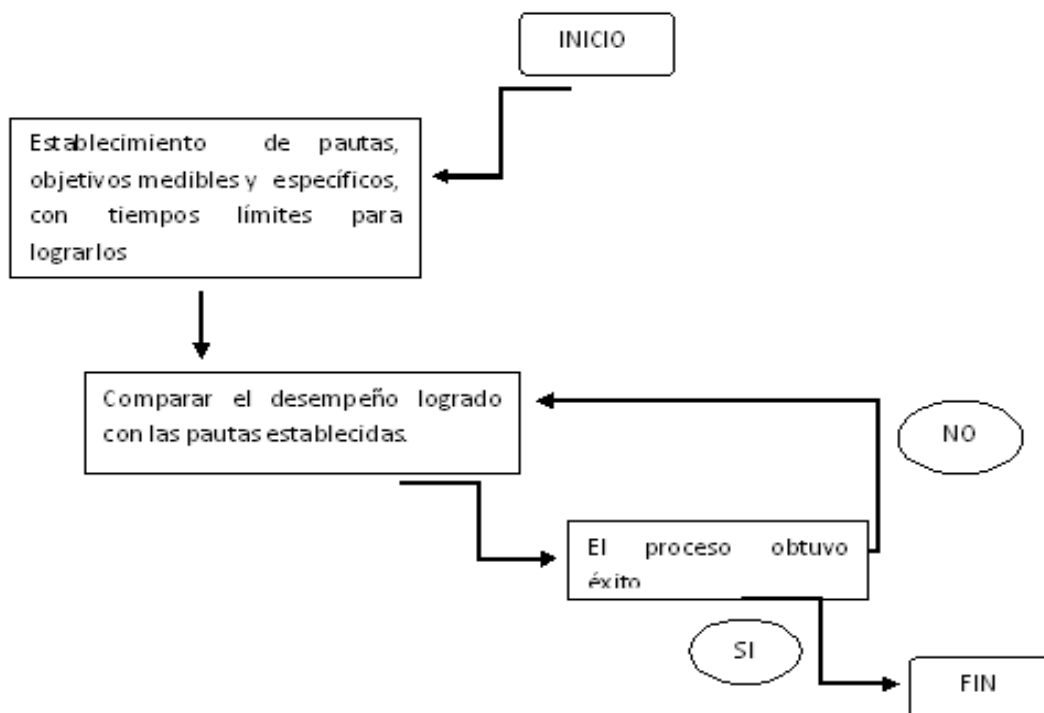 INICIO
Establecimiento de pautas,
objetivos medibles y específicos,
con tiempos límites para
lograrlos
Comparar el desempeño logrado
con las pautas establecidas.
NO
El proceso obtuvo
éxito
SI
FIN